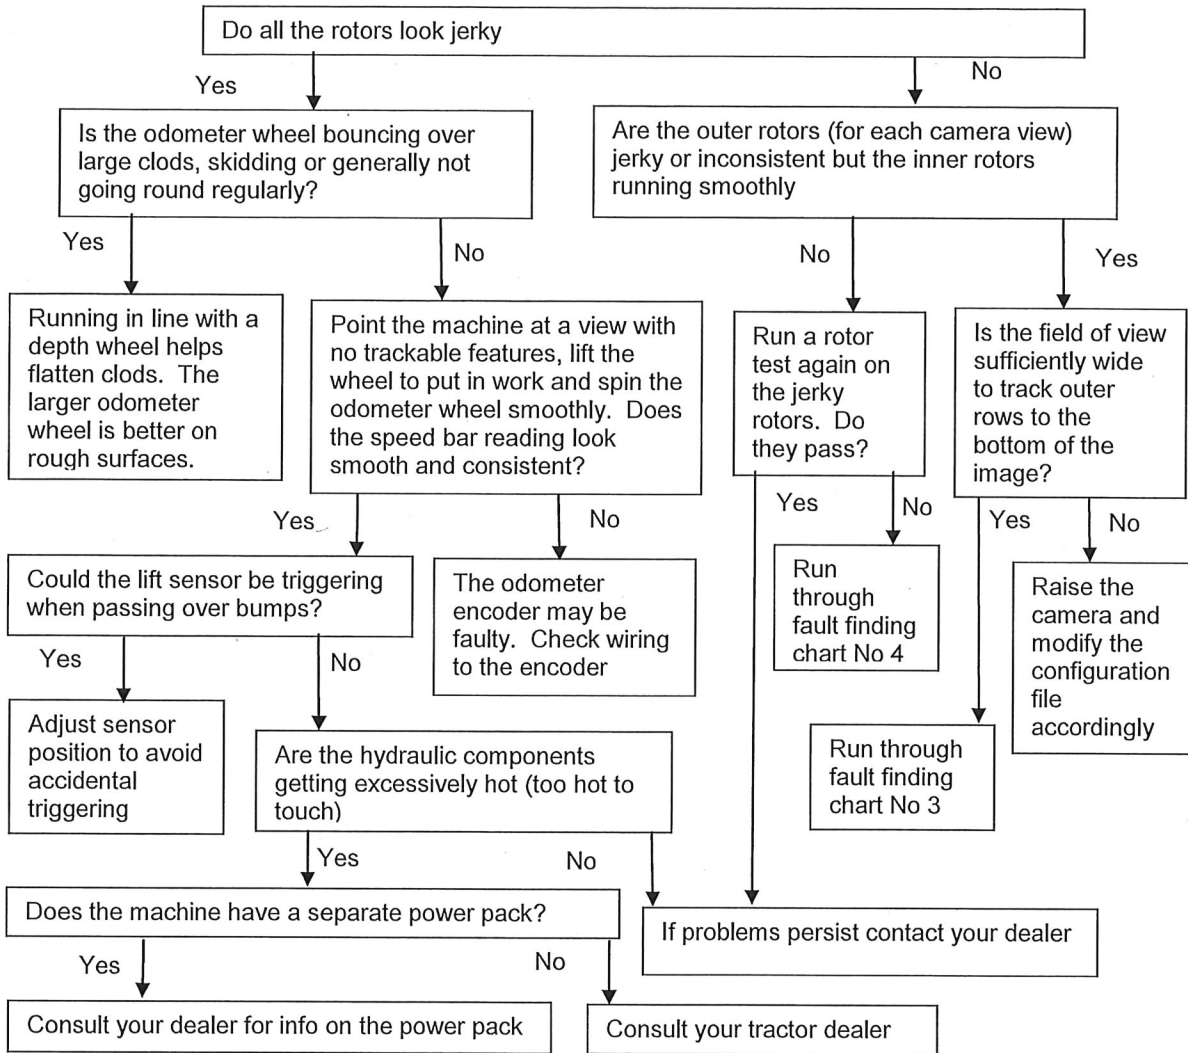 Do all the rotors look jerky
Yes
No
Is the odometer wheel bouncing over
large clods, skidding or generally not
going round regularly?
Are the outer rotors (for each camera view)
jerky or inconsistent but the inner rotors
running smoothly
Yes
No
No
Yes
Running in line with a
depth wheel helps
flatten clods. The
larger odometer
wheel is better on
rough surfaces.
Point the machine at a view with
no trackable features, lift the
wheel to put in work and spin the
odometer wheel smoothly. Does
the speed bar reading look
smooth and consistent?
Run a rotor
test again on
the jerky
rotors. Do
they pass?
Is the field of view
sufficiently wide
to track outer
rows to the
bottom of the
image?
Yes
No
Yes
No
Yes
No
Could the lift sensor be triggering
when passing over bumps?
The odometer
encoder may be
faulty. Check wiring
to the encoder
Run
through
fault finding
chart No 4
Raise the
camera and
modify the
configuration
file
accordingly
Yes
No
Adjust sensor
position to avoid
accidental
triggering
Are the hydraulic components
getting excessively hot (too hot to
touch)
Run through
fault finding
chart No 3
Yes
No
Does the machine have a separate power pack?
If problems persist contact your dealer
Yes
No
Consult your dealer for info on the power pack
Consult your tractor dealer